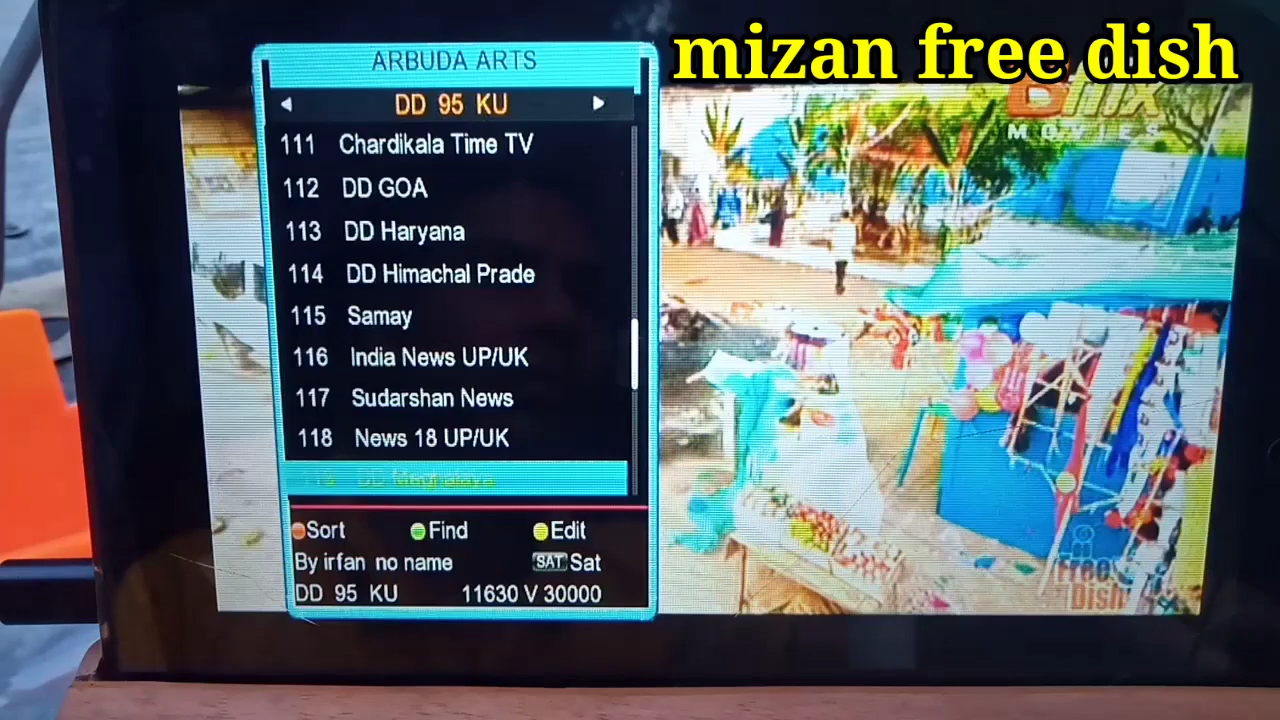 mizan free dish
ARBUDA ARTS
DD 95 KU
111 Chardikala Time TV
112 DD GOA
113 DD Haryana
114 DD Himachal Prade
115 Samay
116 India News UP/UK
117 Sudarshan News
118 News 18 UP/UK
DD Meghalaya
Sort Find Edit
By irfan no name SAT Sat
DD 95 KU 11630 V 30000
MOVIES
Free
Dish